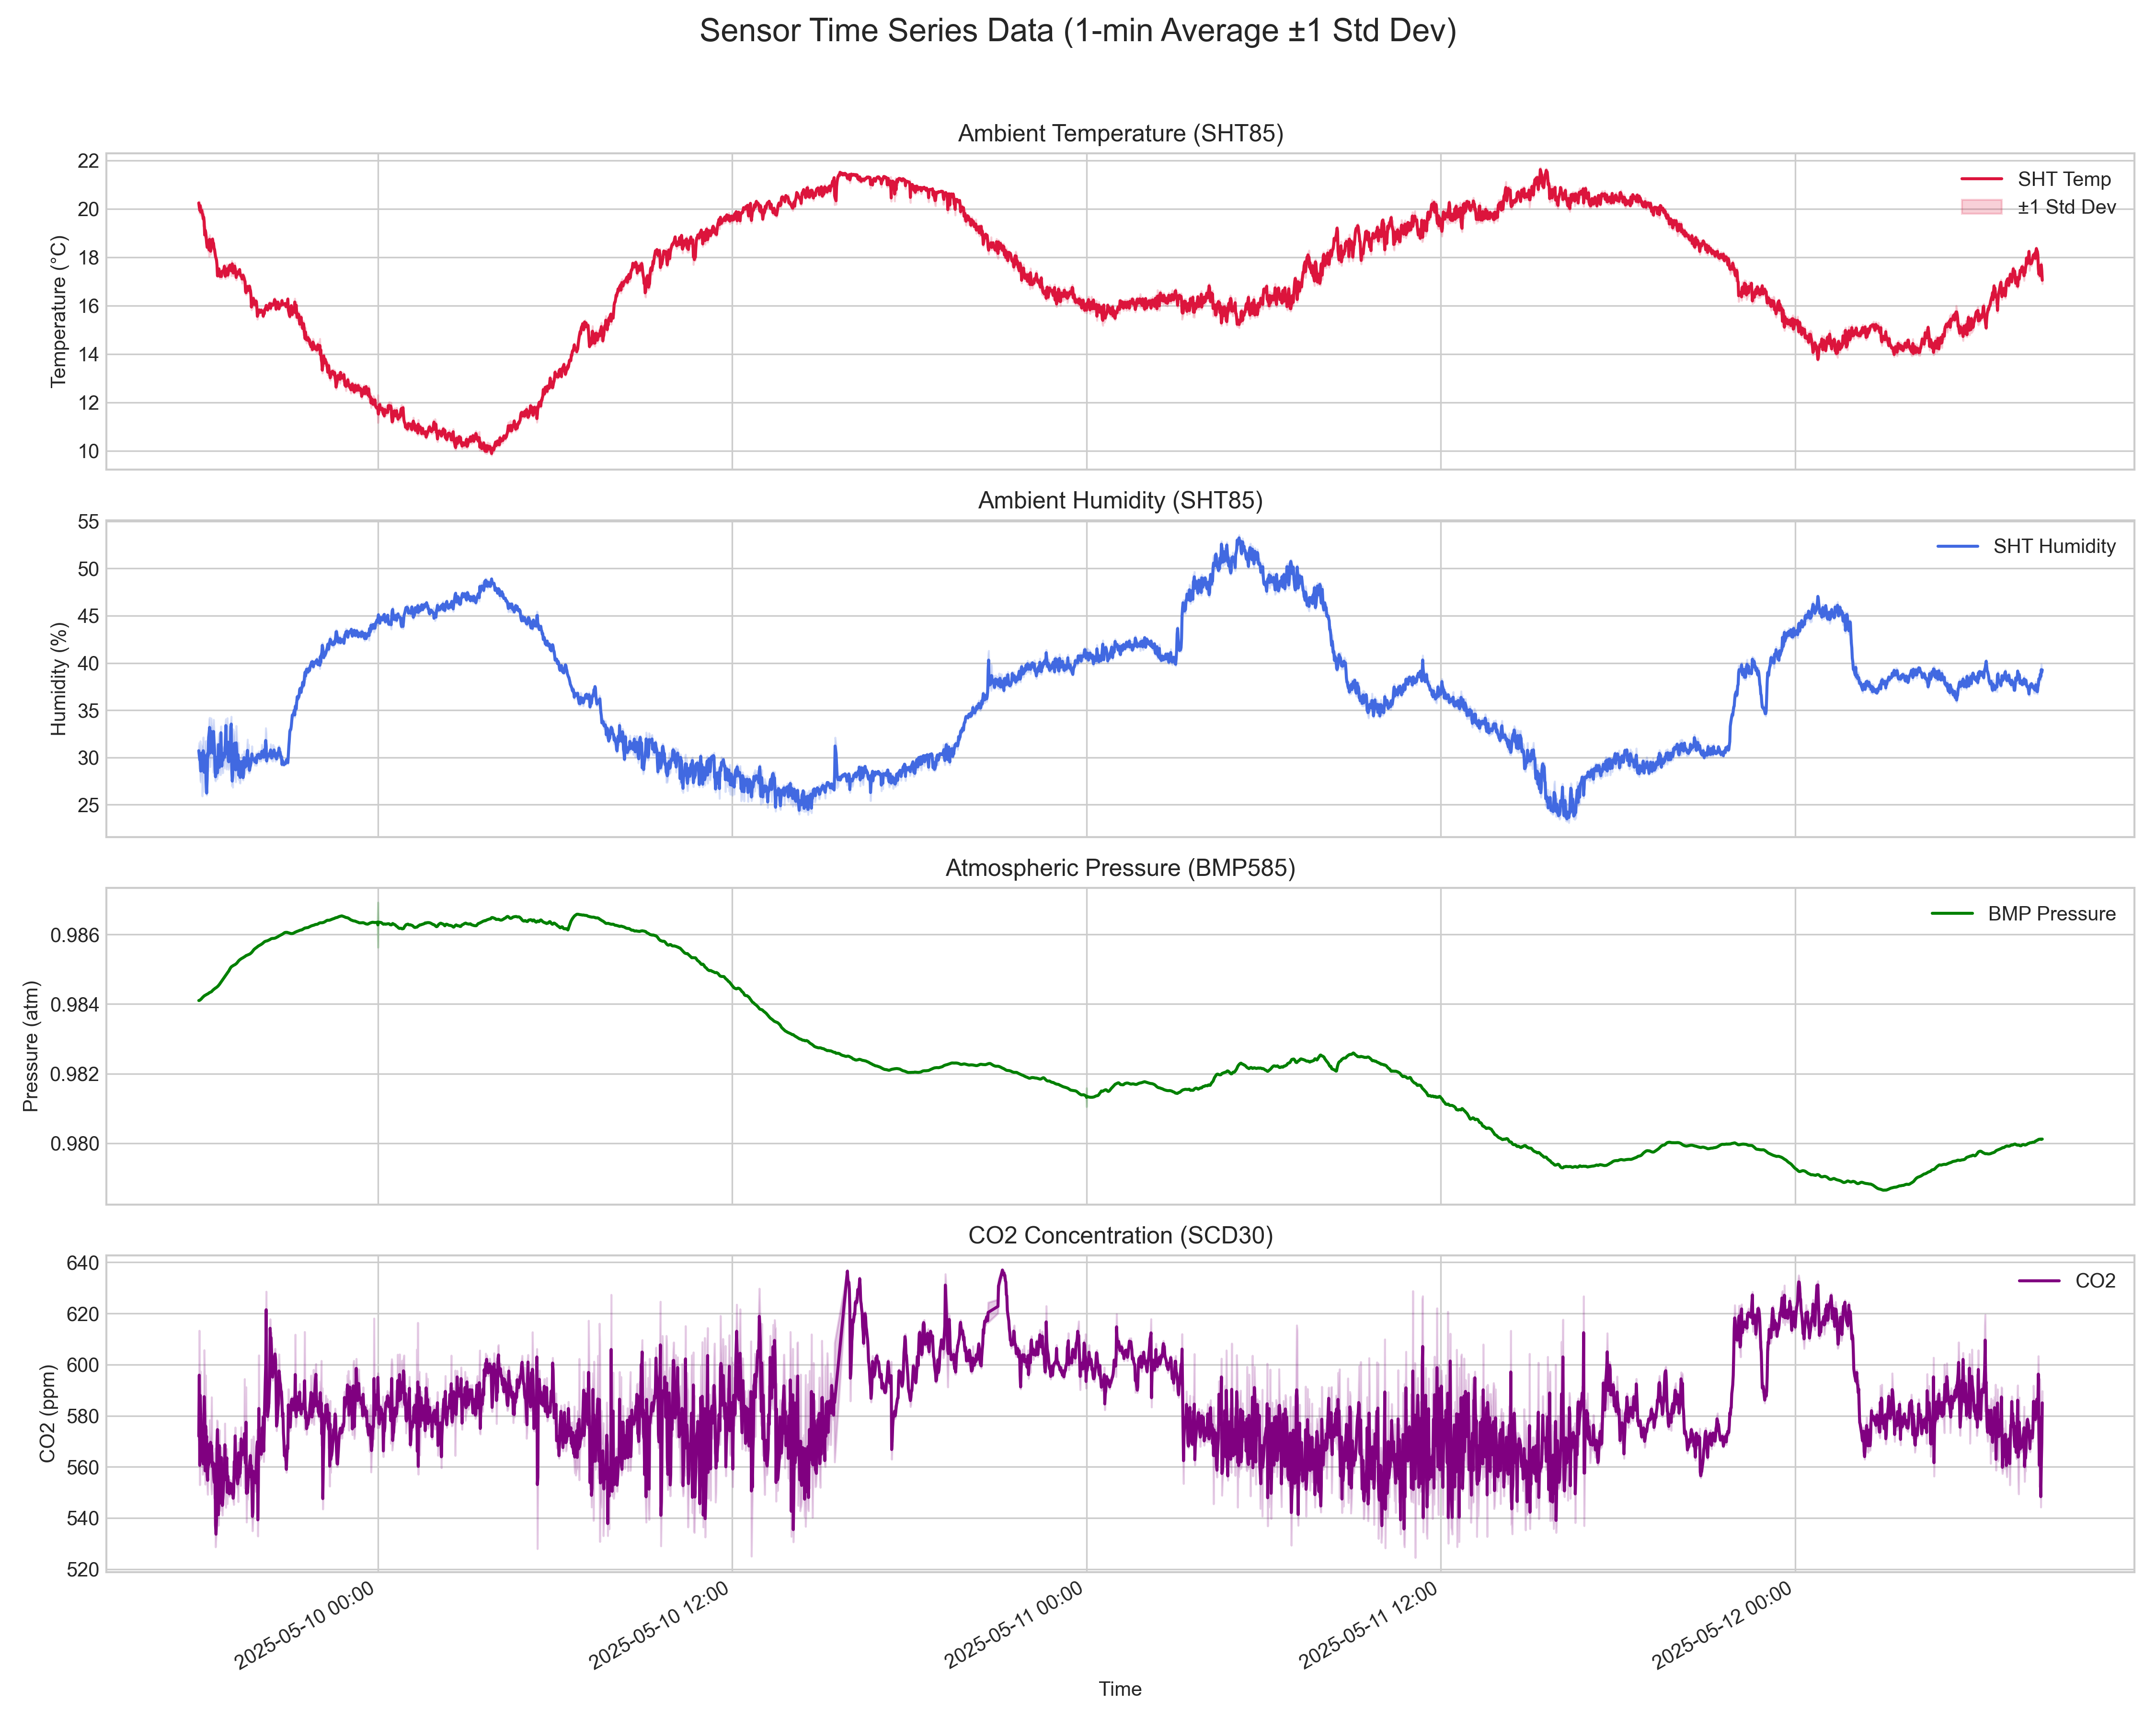 Sensor Time Series Data (1-min Average ±1 Std Dev)
Ambient Temperature (SHT85)
22
20
18
16
14
12
10
Temperature (°C)
SHT Temp
±1 Std Dev
Ambient Humidity (SHT85)
55
50
45
40
35
30
25
Humidity (%)
SHT Humidity
Atmospheric Pressure (BMP585)
0.986
0.984
0.982
0.980
Pressure (atm)
BMP Pressure
CO2 Concentration (SCD30)
640
620
600
580
560
540
520
CO2 (ppm)
CO2
2025-05-10 00:00
2025-05-10 12:00
2025-05-11 00:00
2025-05-11 12:00
2025-05-12 00:00
Time